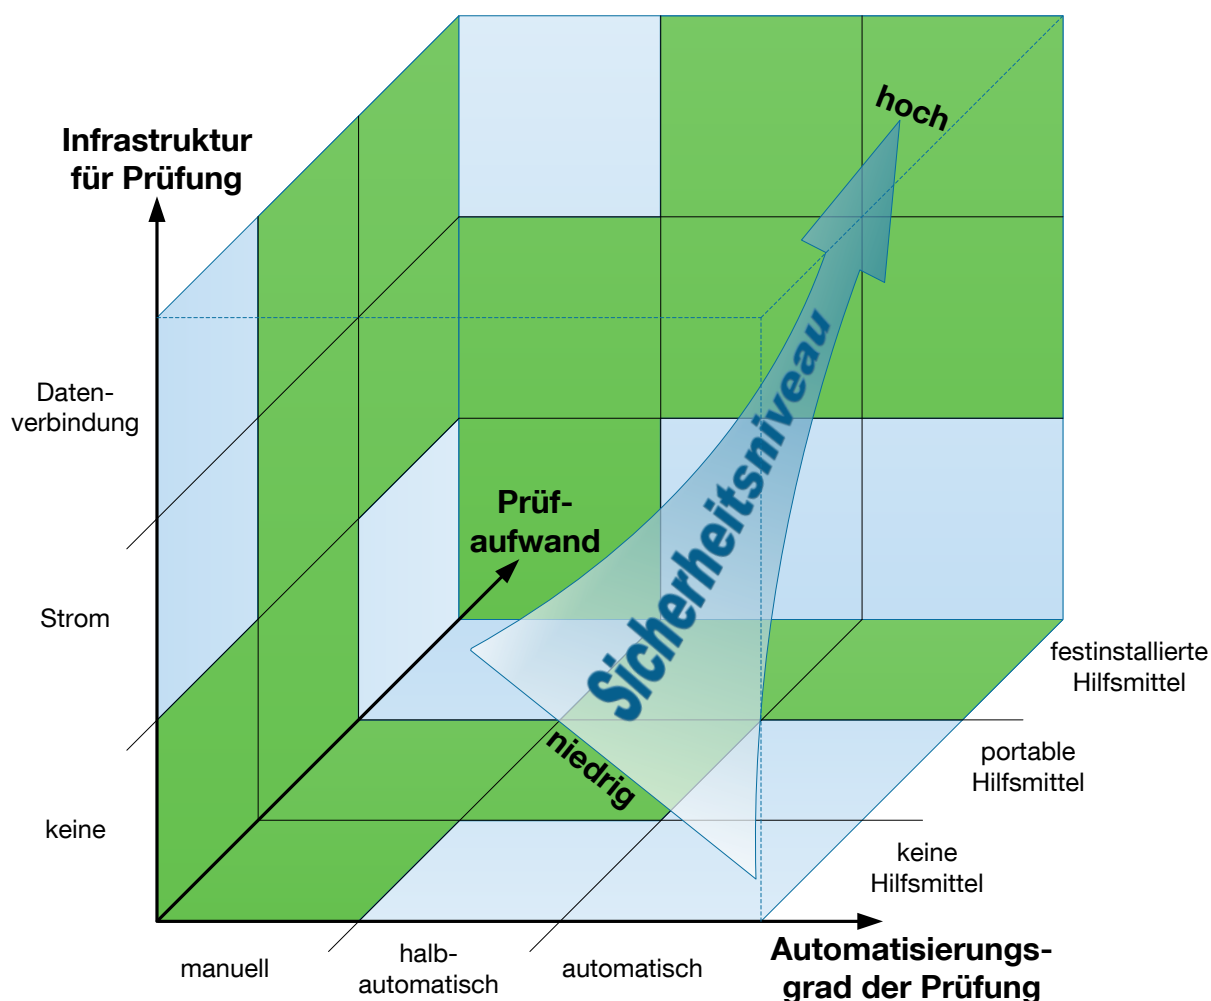 hoch
Infrastruktur
für Prüfung
Daten-
verbindung
Prüf-
aufwand
Sicherheitsniveau
Strom
festinstallierte
Hilfsmittel
niedrig
portable
Hilfsmittel
keine
keine
Hilfsmittel
manuell
halb-
automatisch
automatisch
Automatisierungs-
grad der Prüfung